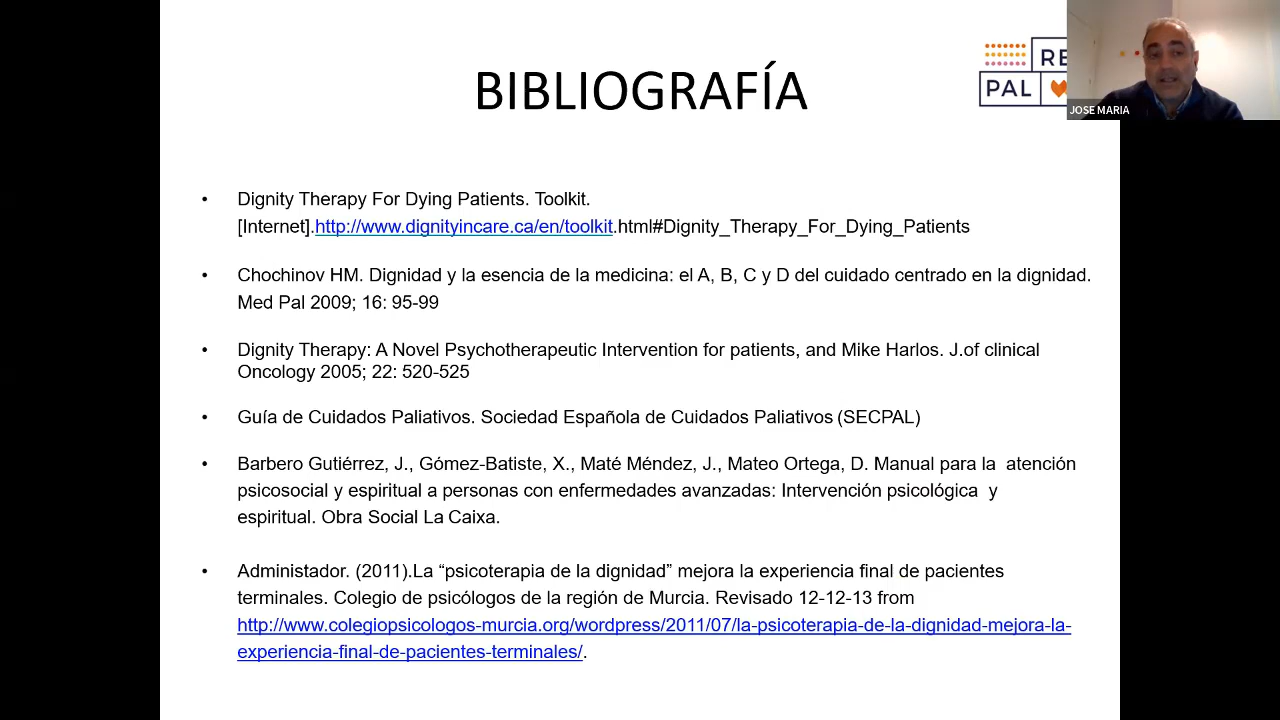 BIBLIOGRAFÍA
RE
PAL
JOSE MARIA
• Dignity Therapy For Dying Patients. Toolkit.
[Internet].http://www.dignityincare.ca/en/toolkit.html#Dignity_Therapy_For_Dying_Patients
• Chochinov HM. Dignidad y la esencia de la medicina: el A, B, C y D del cuidado centrado en la dignidad.
Med Pal 2009; 16: 95-99
• Dignity Therapy: A Novel Psychotherapeutic Intervention for patients, and Mike Harlos. J.of clinical
Oncology 2005; 22: 520-525
• Guía de Cuidados Paliativos. Sociedad Española de Cuidados Paliativos (SECPAL)
• Barbero Gutiérrez, J., Gómez-Batiste, X., Maté Méndez, J., Mateo Ortega, D. Manual para la atención
psicosocial y espiritual a personas con enfermedades avanzadas: Intervención psicológica y
espiritual. Obra Social La Caixa.
• Administador. (2011).La “psicoterapia de la dignidad” mejora la experiencia final de pacientes
terminales. Colegio de psicólogos de la región de Murcia. Revisado 12-12-13 from
http://www.colegiopsicologos-murcia.org/wordpress/2011/07/la-psicoterapia-de-la-dignidad-mejora-la-
experiencia-final-de-pacientes-terminales/.